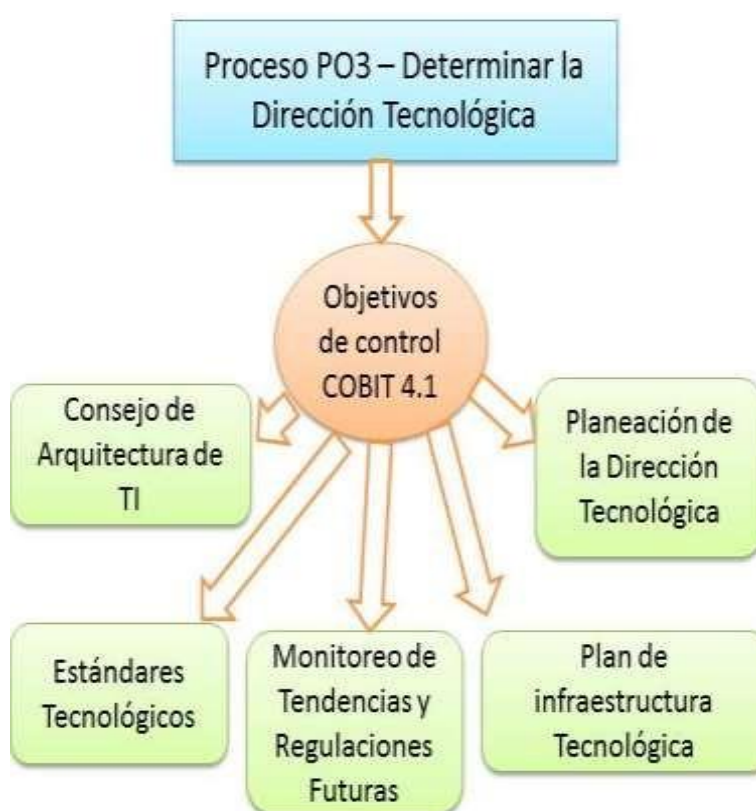 Proceso PO3 – Determinar la
Dirección Tecnológica
Objetivos
de control
COBIT 4.1
Consejo de
Arquitectura de
TI
Planeación de
la Dirección
Tecnológica
Estándares
Tecnológicos
Monitoreo de
Tendencias y
Regulaciones
Futuras
Plan de
infraestructura
Tecnológica